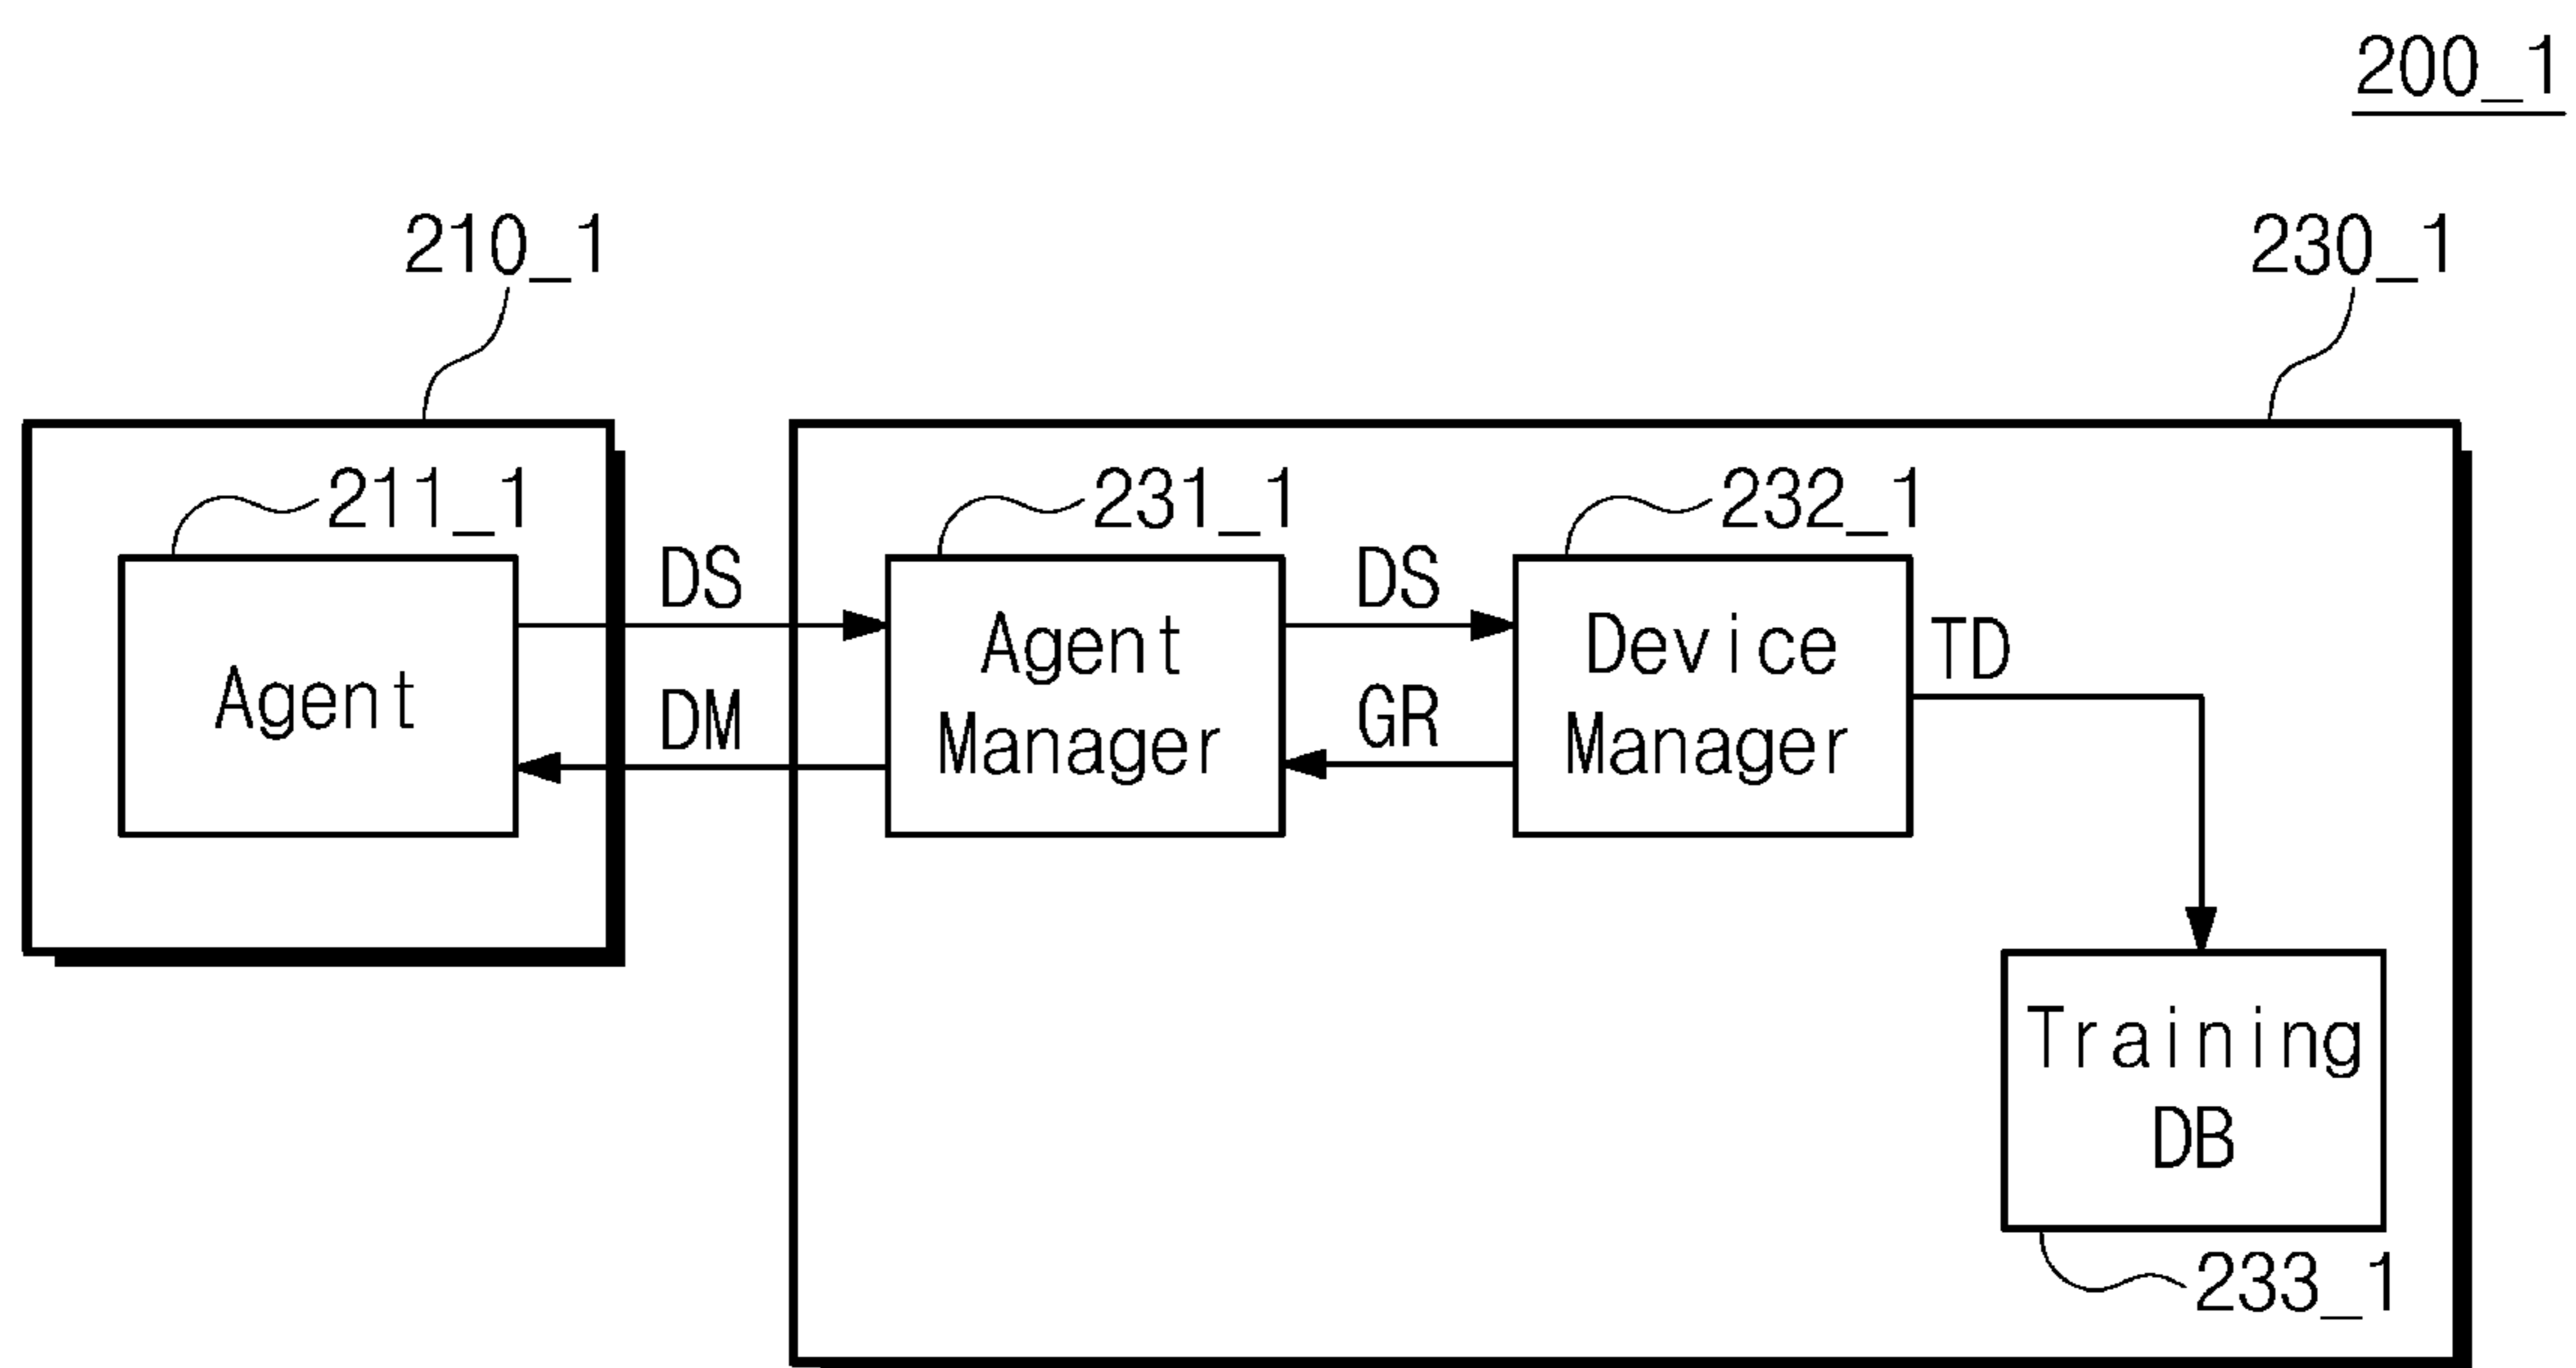 200_1
210_1
230_1
211_1
231_1
232_1
DS
DS
Agent
Manager
Device
Manager
TD
Agent
DM
GR
Training
DB
233_1